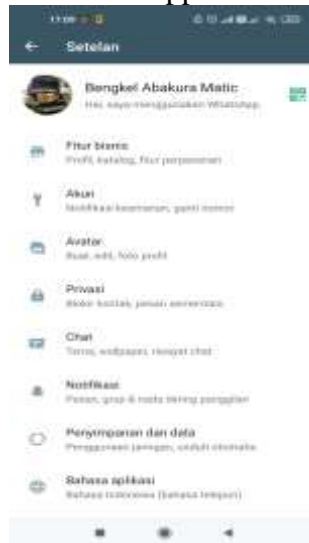 Setelan
Bengkel Abakura Matic
Hai, saya menggunakan WhatsApp.
Fitur bisnis
Profil, katalog, fitur perpesanan
Akun
Notifikasi keamanan, ganti nomor
Avatar
Buat, edit, foto profil
Privasi
Blokir kontak, pesan sementara
Chat
Tema, wallpaper, riwayat chat
Notifikasi
Pesan, grup & nada dering panggilan
Penyimpanan dan data
Penggunaan jaringan, unduh otomatis
Bahasa aplikasi
Bahasa Indonesia (bahasa telepon)